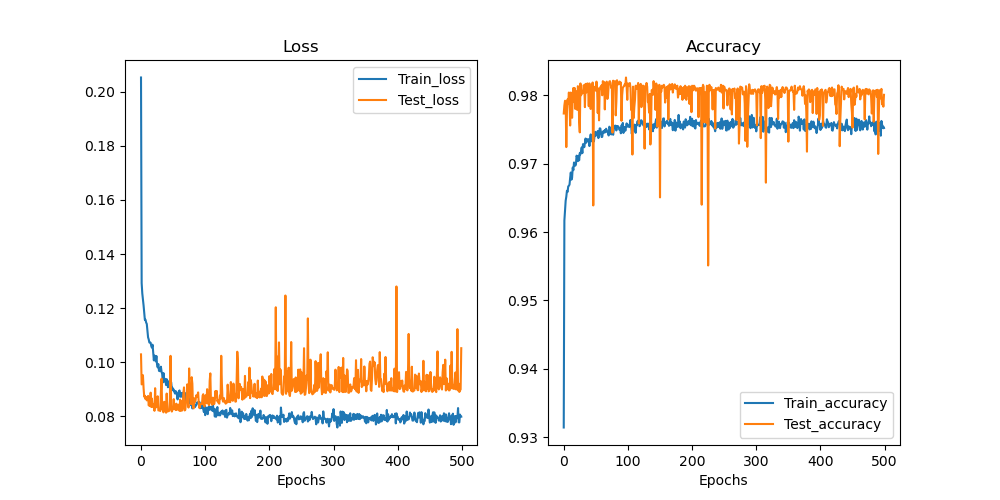 Loss
Train_loss
Test_loss
0.20
0.18
0.16
0.14
0.12
0.10
0.08
0 100 200 300 400 500
Epochs
Accuracy
0.98
0.97
0.96
0.95
0.94
0.93
Train_accuracy
Test_accuracy
0 100 200 300 400 500
Epochs